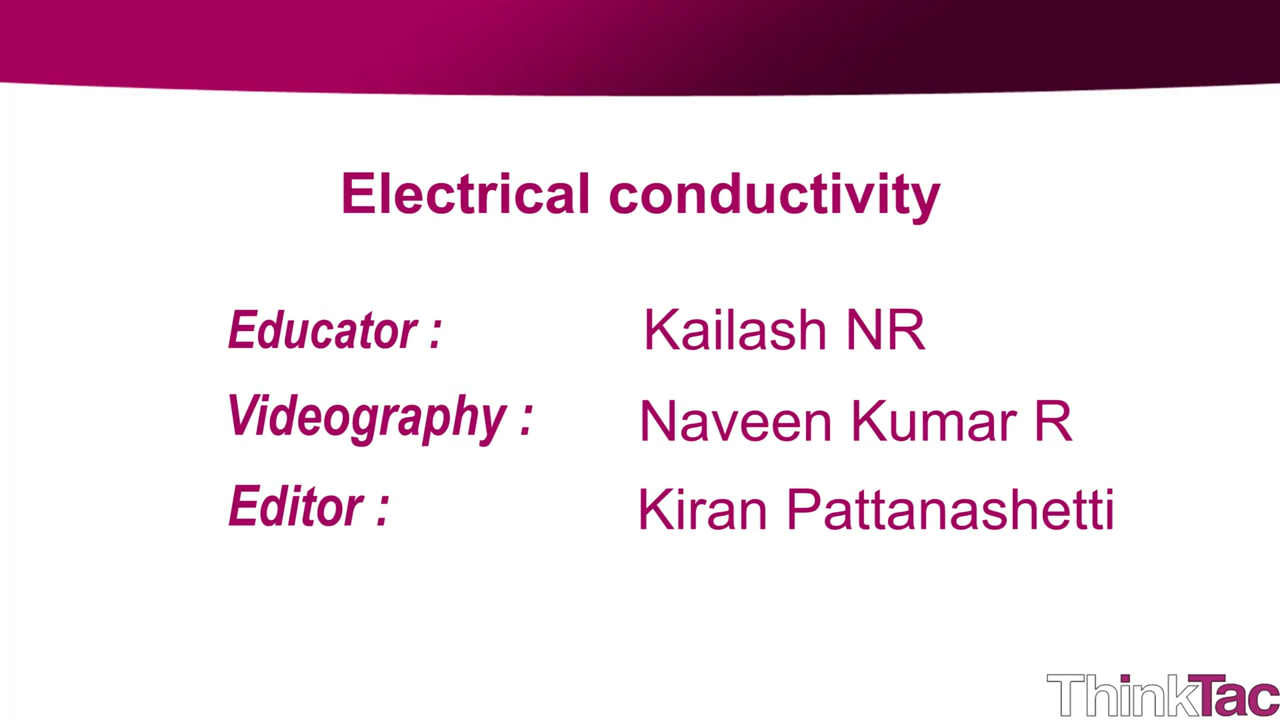 Electrical conductivity
Educator : Kailash NR
Videography : Naveen Kumar R
Editor : Kiran Pattanashetti
ThinkTac